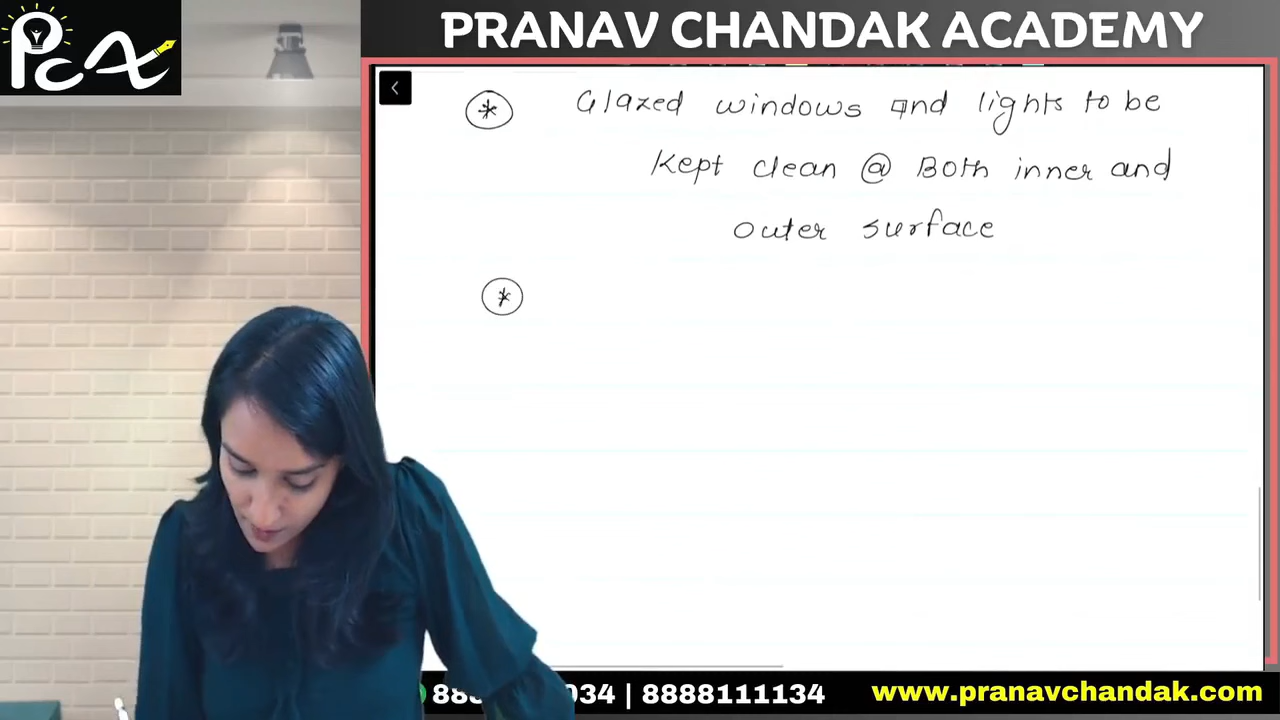 PCA
PRANAV CHANDAK ACADEMY
* Glazed windows and lights to be
kept clean @ Both inner and
outer surface
*
034 | 8888111134
www.pranavchandak.com